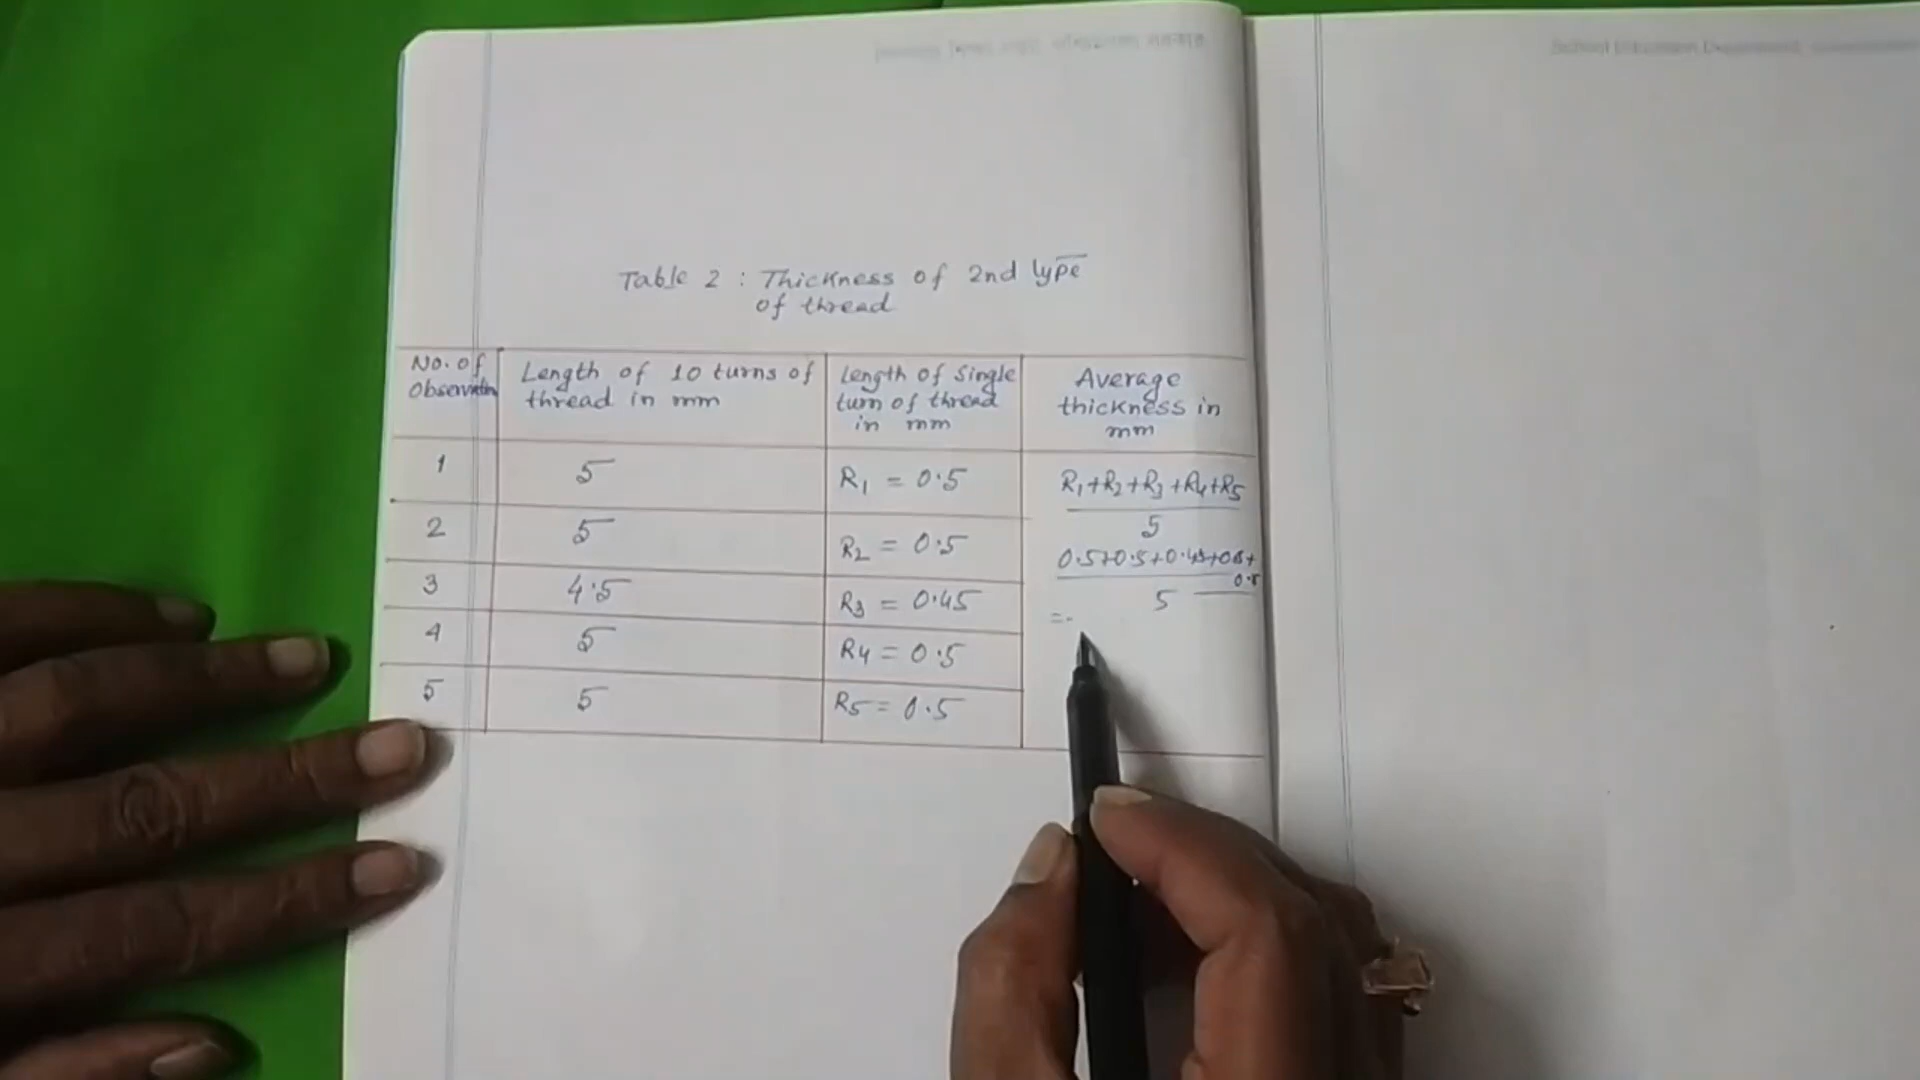 School Education Department,
Table 2 : Thickness of 2nd type
of thread
No. of
Observation
Length of 10 turns of
thread in mm
Length of Single
turn of thread
in mm
Average
thickness in
mm
1
5
R1 = 0.5
R1+R2+R3+R4+R5
5
2
5
R2 = 0.5
0.5+0.5+0.45+0.5+
0.5
5
3
4.5
R3 = 0.45
=
4
5
R4 = 0.5
5
5
R5 = 0.5